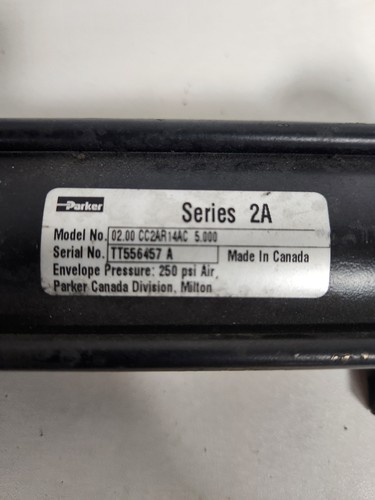 Parker
Series 2A
Model No. 02.00 CC2AR14AC 5.000
Serial No. TT556457 A Made In Canada
Envelope Pressure: 250 psi Air,
Parker Canada Division, Milton